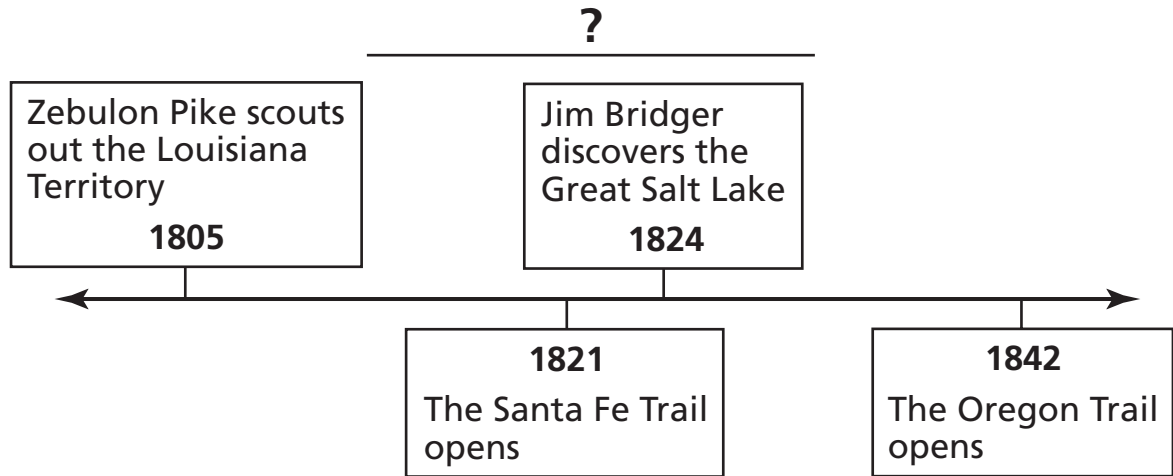 ?
Zebulon Pike scouts
out the Louisiana
Territory
1805
Jim Bridger
discovers the
Great Salt Lake
1824
1821
The Santa Fe Trail
opens
1842
The Oregon Trail
opens